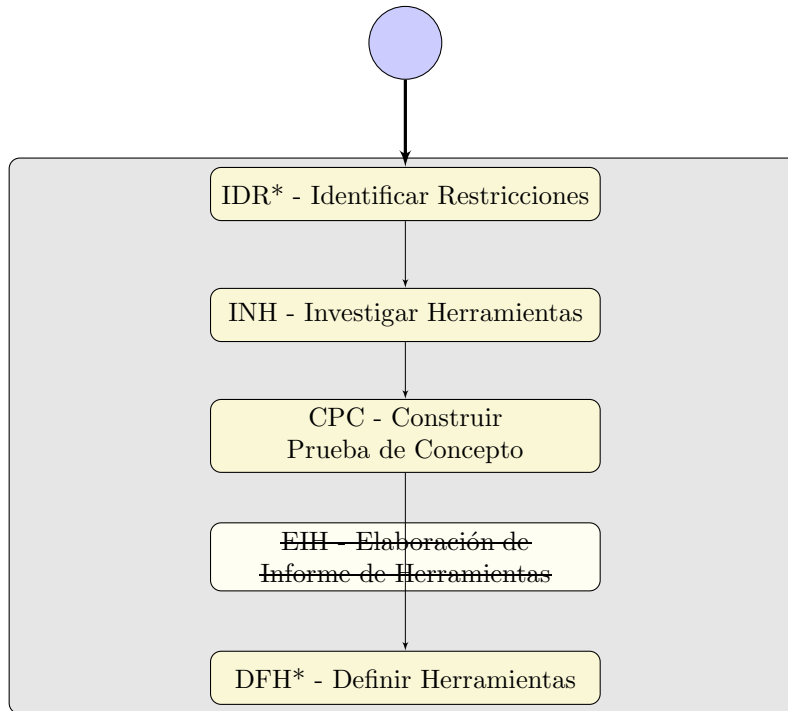 IDR* - Identificar Restricciones
INH - Investigar Herramientas
CPC - Construir
Prueba de Concepto
EIH - Elaboración de
Informe de Herramientas
DFH* - Definir Herramientas